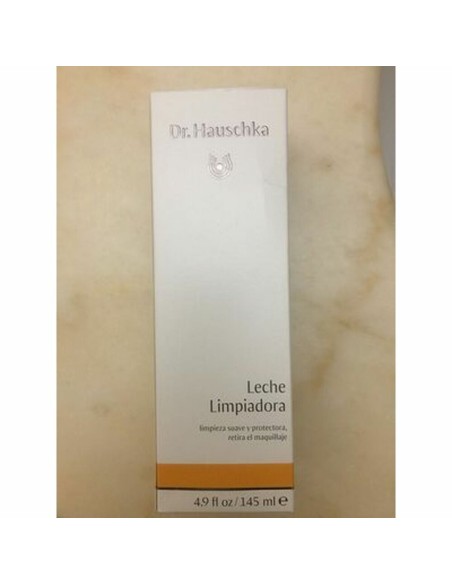 Dr. Hauschka
Leche
Limpiadora
limpieza suave y protectora,
retira el maquillaje
4.9 fl oz/145 ml ℮